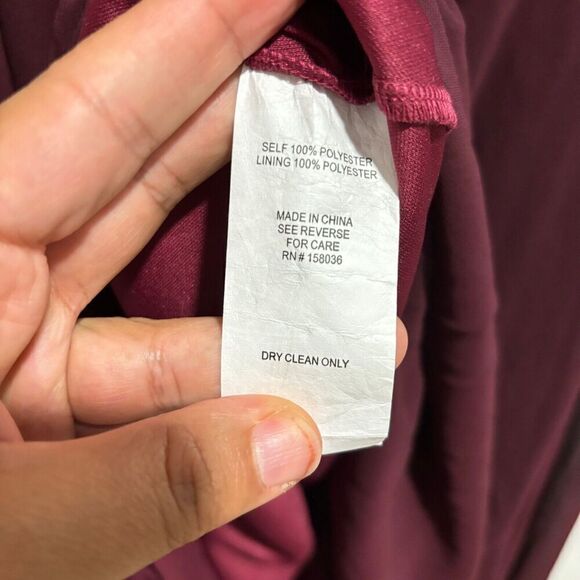 SELF 100% POLYESTER
LINING 100% POLYESTER
MADE IN CHINA
SEE REVERSE
FOR CARE
RN# 158036
DRY CLEAN ONLY